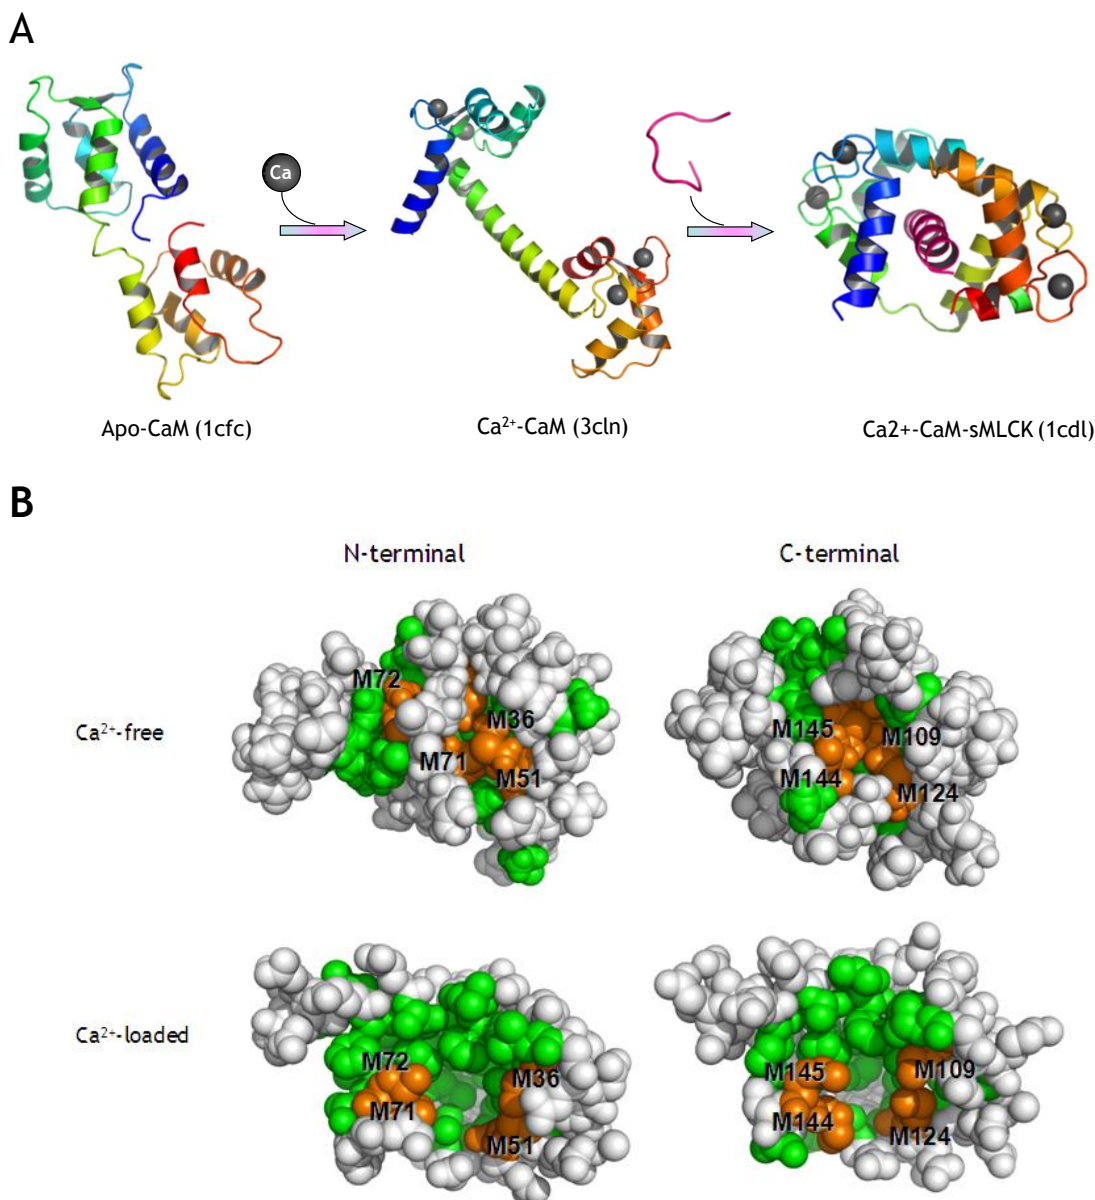 A
Ca
Apo-CaM (1cfc)
Ca²⁺-CaM (3cln)
Ca2+-CaM-sMLCK (1cdl)
B
N-terminal
C-terminal
Ca²⁺-free
M72
M36
M71
M51
M145
M109
M144
M124
Ca²⁺-loaded
M72
M36
M71
M51
M145
M109
M144
M124